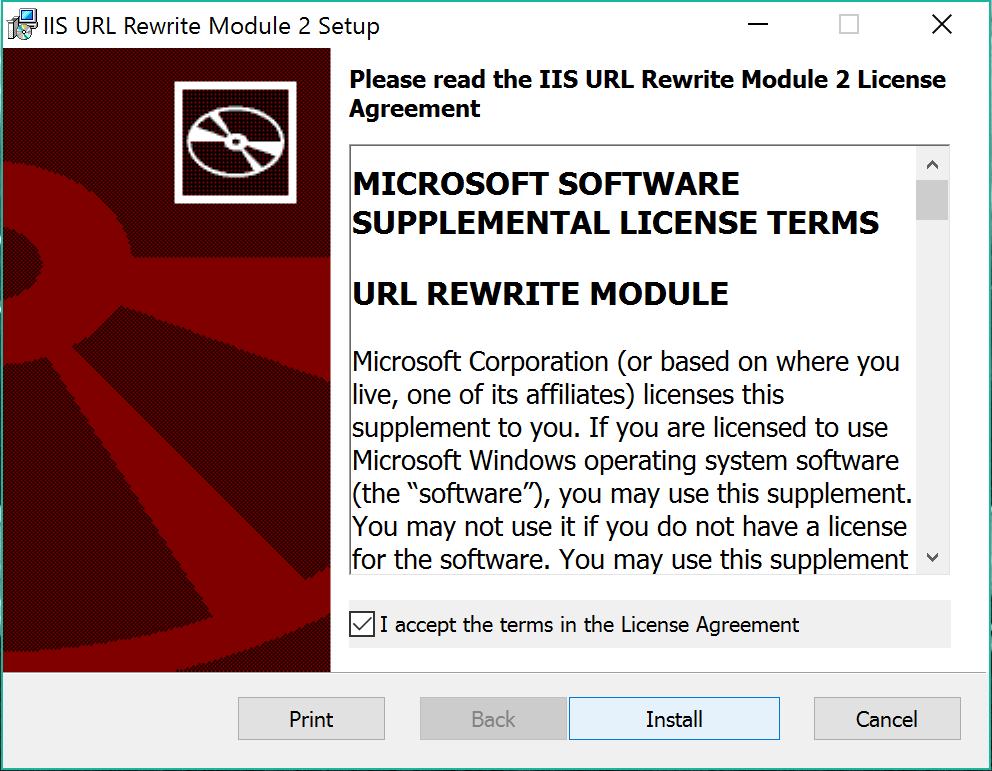 IIS URL Rewrite Module 2 Setup
Please read the IIS URL Rewrite Module 2 License
Agreement
MICROSOFT SOFTWARE
SUPPLEMENTAL LICENSE TERMS
URL REWRITE MODULE
Microsoft Corporation (or based on where you
live, one of its affiliates) licenses this
supplement to you. If you are licensed to use
Microsoft Windows operating system software
(the “software”), you may use this supplement.
You may not use it if you do not have a license
for the software. You may use this supplement
I accept the terms in the License Agreement
Print
Back
Install
Cancel